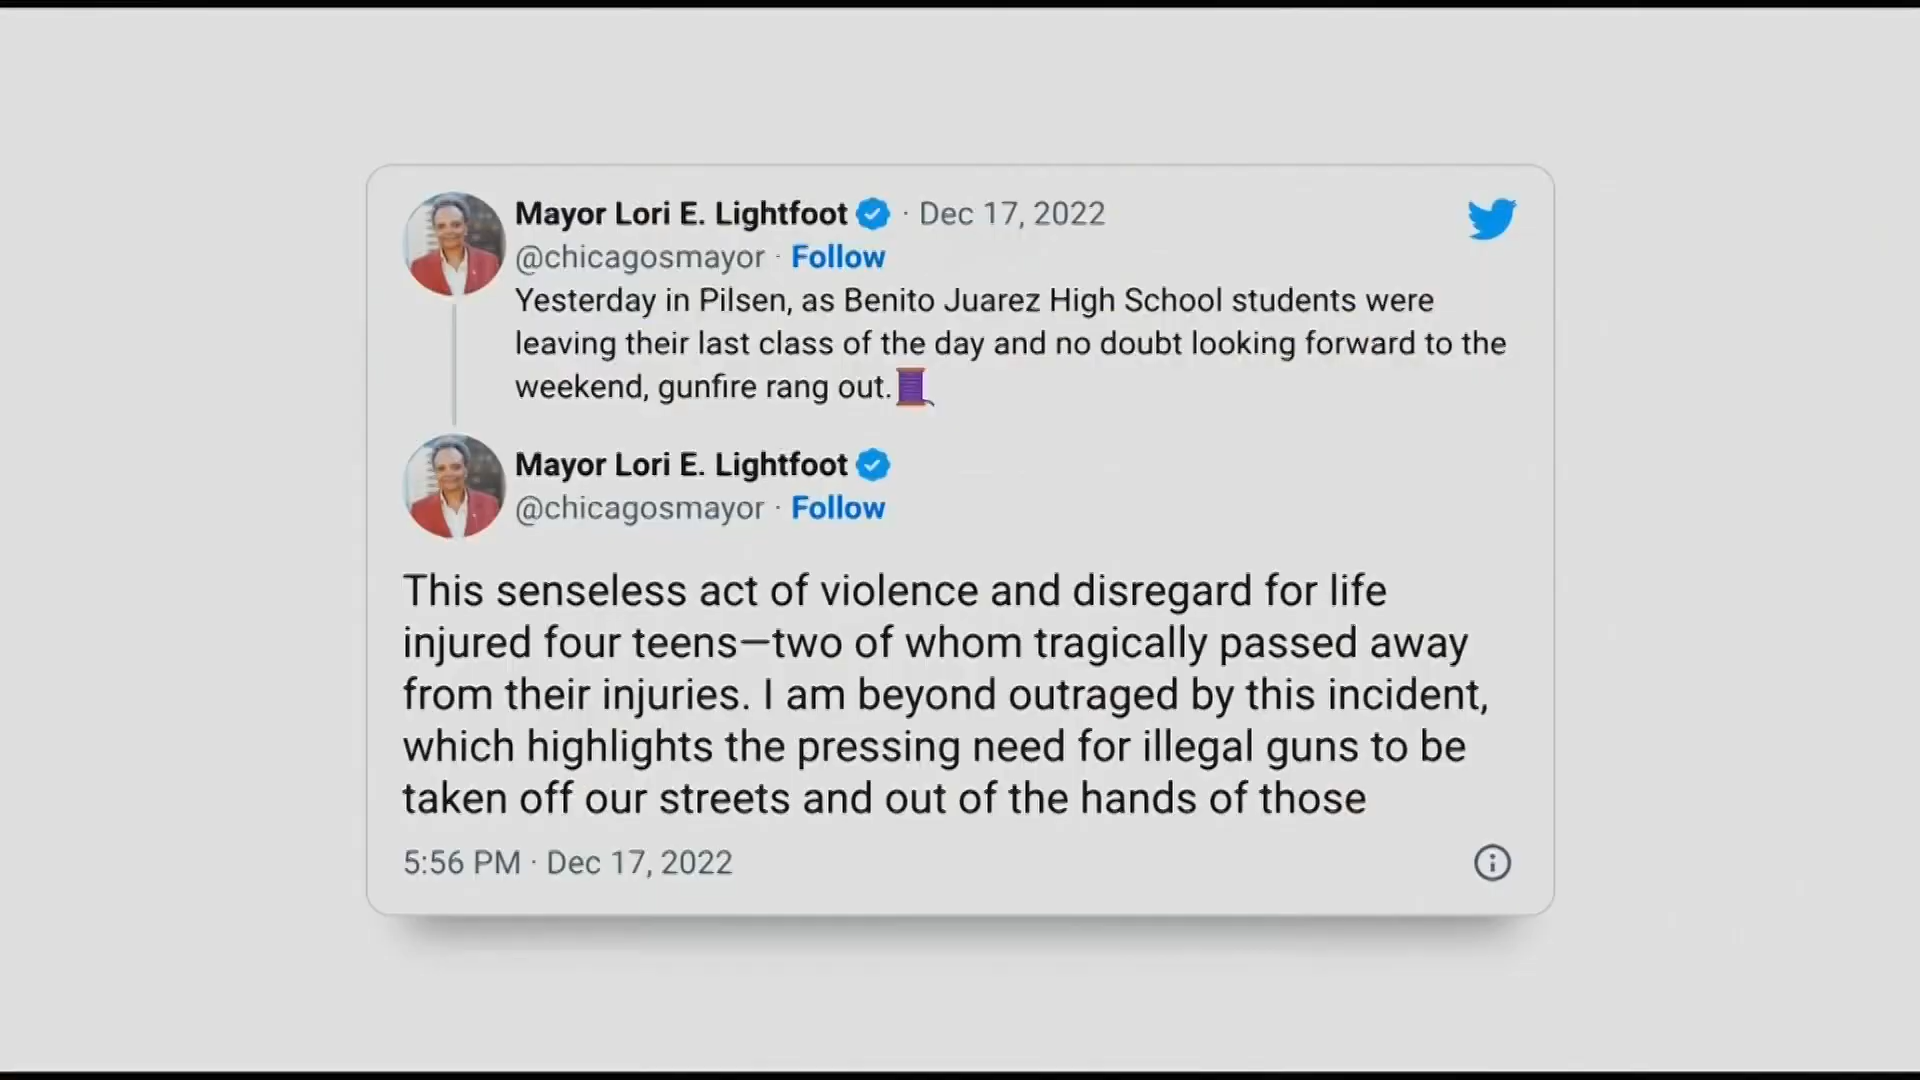 Mayor Lori E. Lightfoot · Dec 17, 2022
@chicagosmayor · Follow
Yesterday in Pilsen, as Benito Juarez High School students were
leaving their last class of the day and no doubt looking forward to the
weekend, gunfire rang out.🧵
Mayor Lori E. Lightfoot
@chicagosmayor · Follow
This senseless act of violence and disregard for life
injured four teens—two of whom tragically passed away
from their injuries. I am beyond outraged by this incident,
which highlights the pressing need for illegal guns to be
taken off our streets and out of the hands of those
5:56 PM · Dec 17, 2022